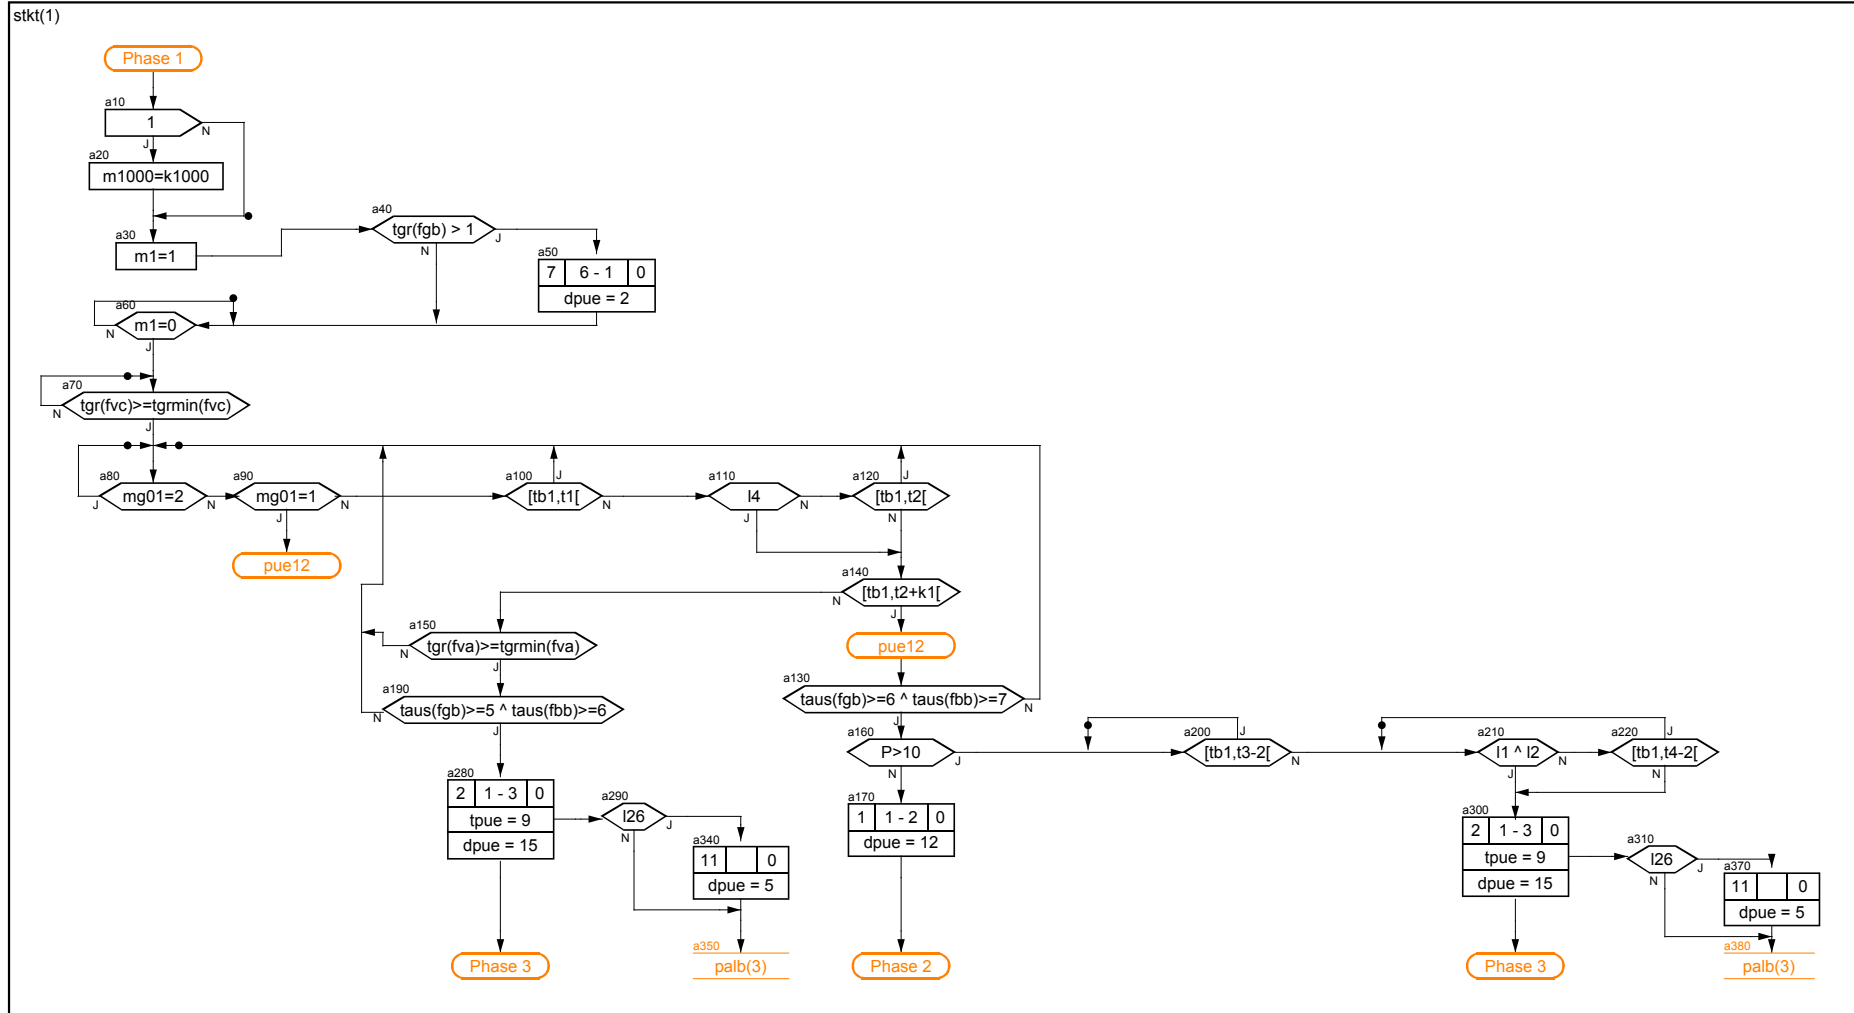 stkt(1)
Phase 1
a10
1
N
J
a20
m1000=k1000
a30
m1=1
a40
tgr(fgb) > 1
J
N
a50
7 6 - 1 0
dpue = 2
a60
m1=0
N
J
a70
tgr(fvc)>=tgrmin(fvc)
N
J
a80
mg01=2
J
N
a90
mg01=1
N
J
pue12
a100
[tb1,t1[
J
N
a110
l4
N
J
a120
[tb1,t2[
J
N
N
a140
[tb1,t2+k1[
N
J
pue12
a150
tgr(fva)>=tgrmin(fva)
N
J
a190
taus(fgb)>=5 ^ taus(fbb)>=6
N
J
a130
taus(fgb)>=6 ^ taus(fbb)>=7
N
J
a160
P>10
J
N
a200
[tb1,t3-2[
J
N
a210
l1 ^ l2
N
J
a220
[tb1,t4-2[
J
N
a280
2 1 - 3 0
tpue = 9
dpue = 15
a290
l26
J
N
a340
11 0
dpue = 5
a170
1 1 - 2 0
dpue = 12
a300
2 1 - 3 0
tpue = 9
dpue = 15
a310
l26
J
N
a370
11 0
dpue = 5
Phase 3
a350
palb(3)
Phase 2
Phase 3
a380
palb(3)